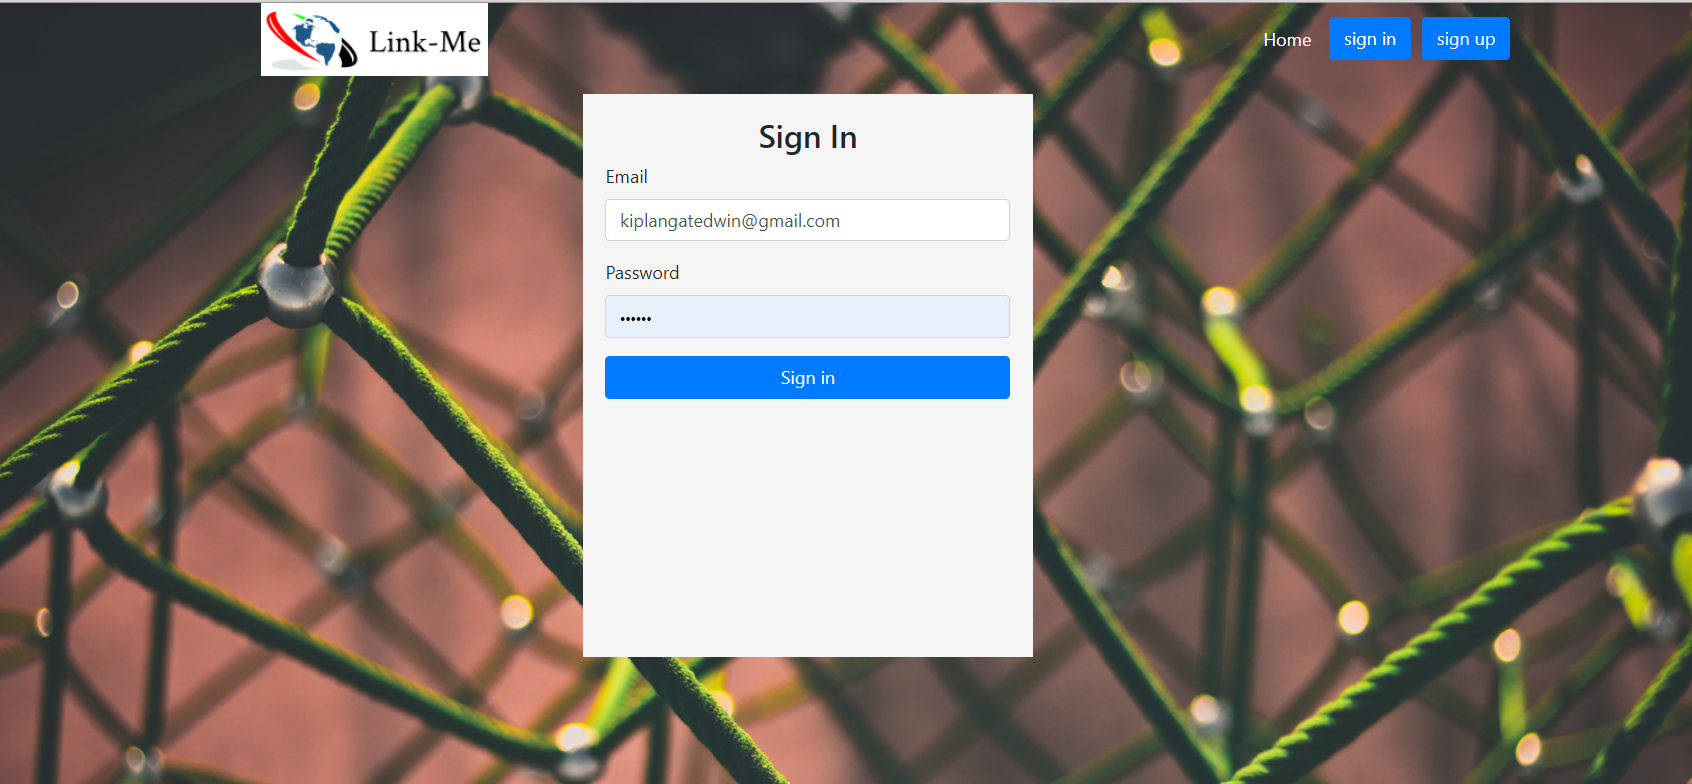 Link-Me
Home sign in sign up
Sign In
Email
kiplangatedwin@gmail.com
Password
••••••
Sign in